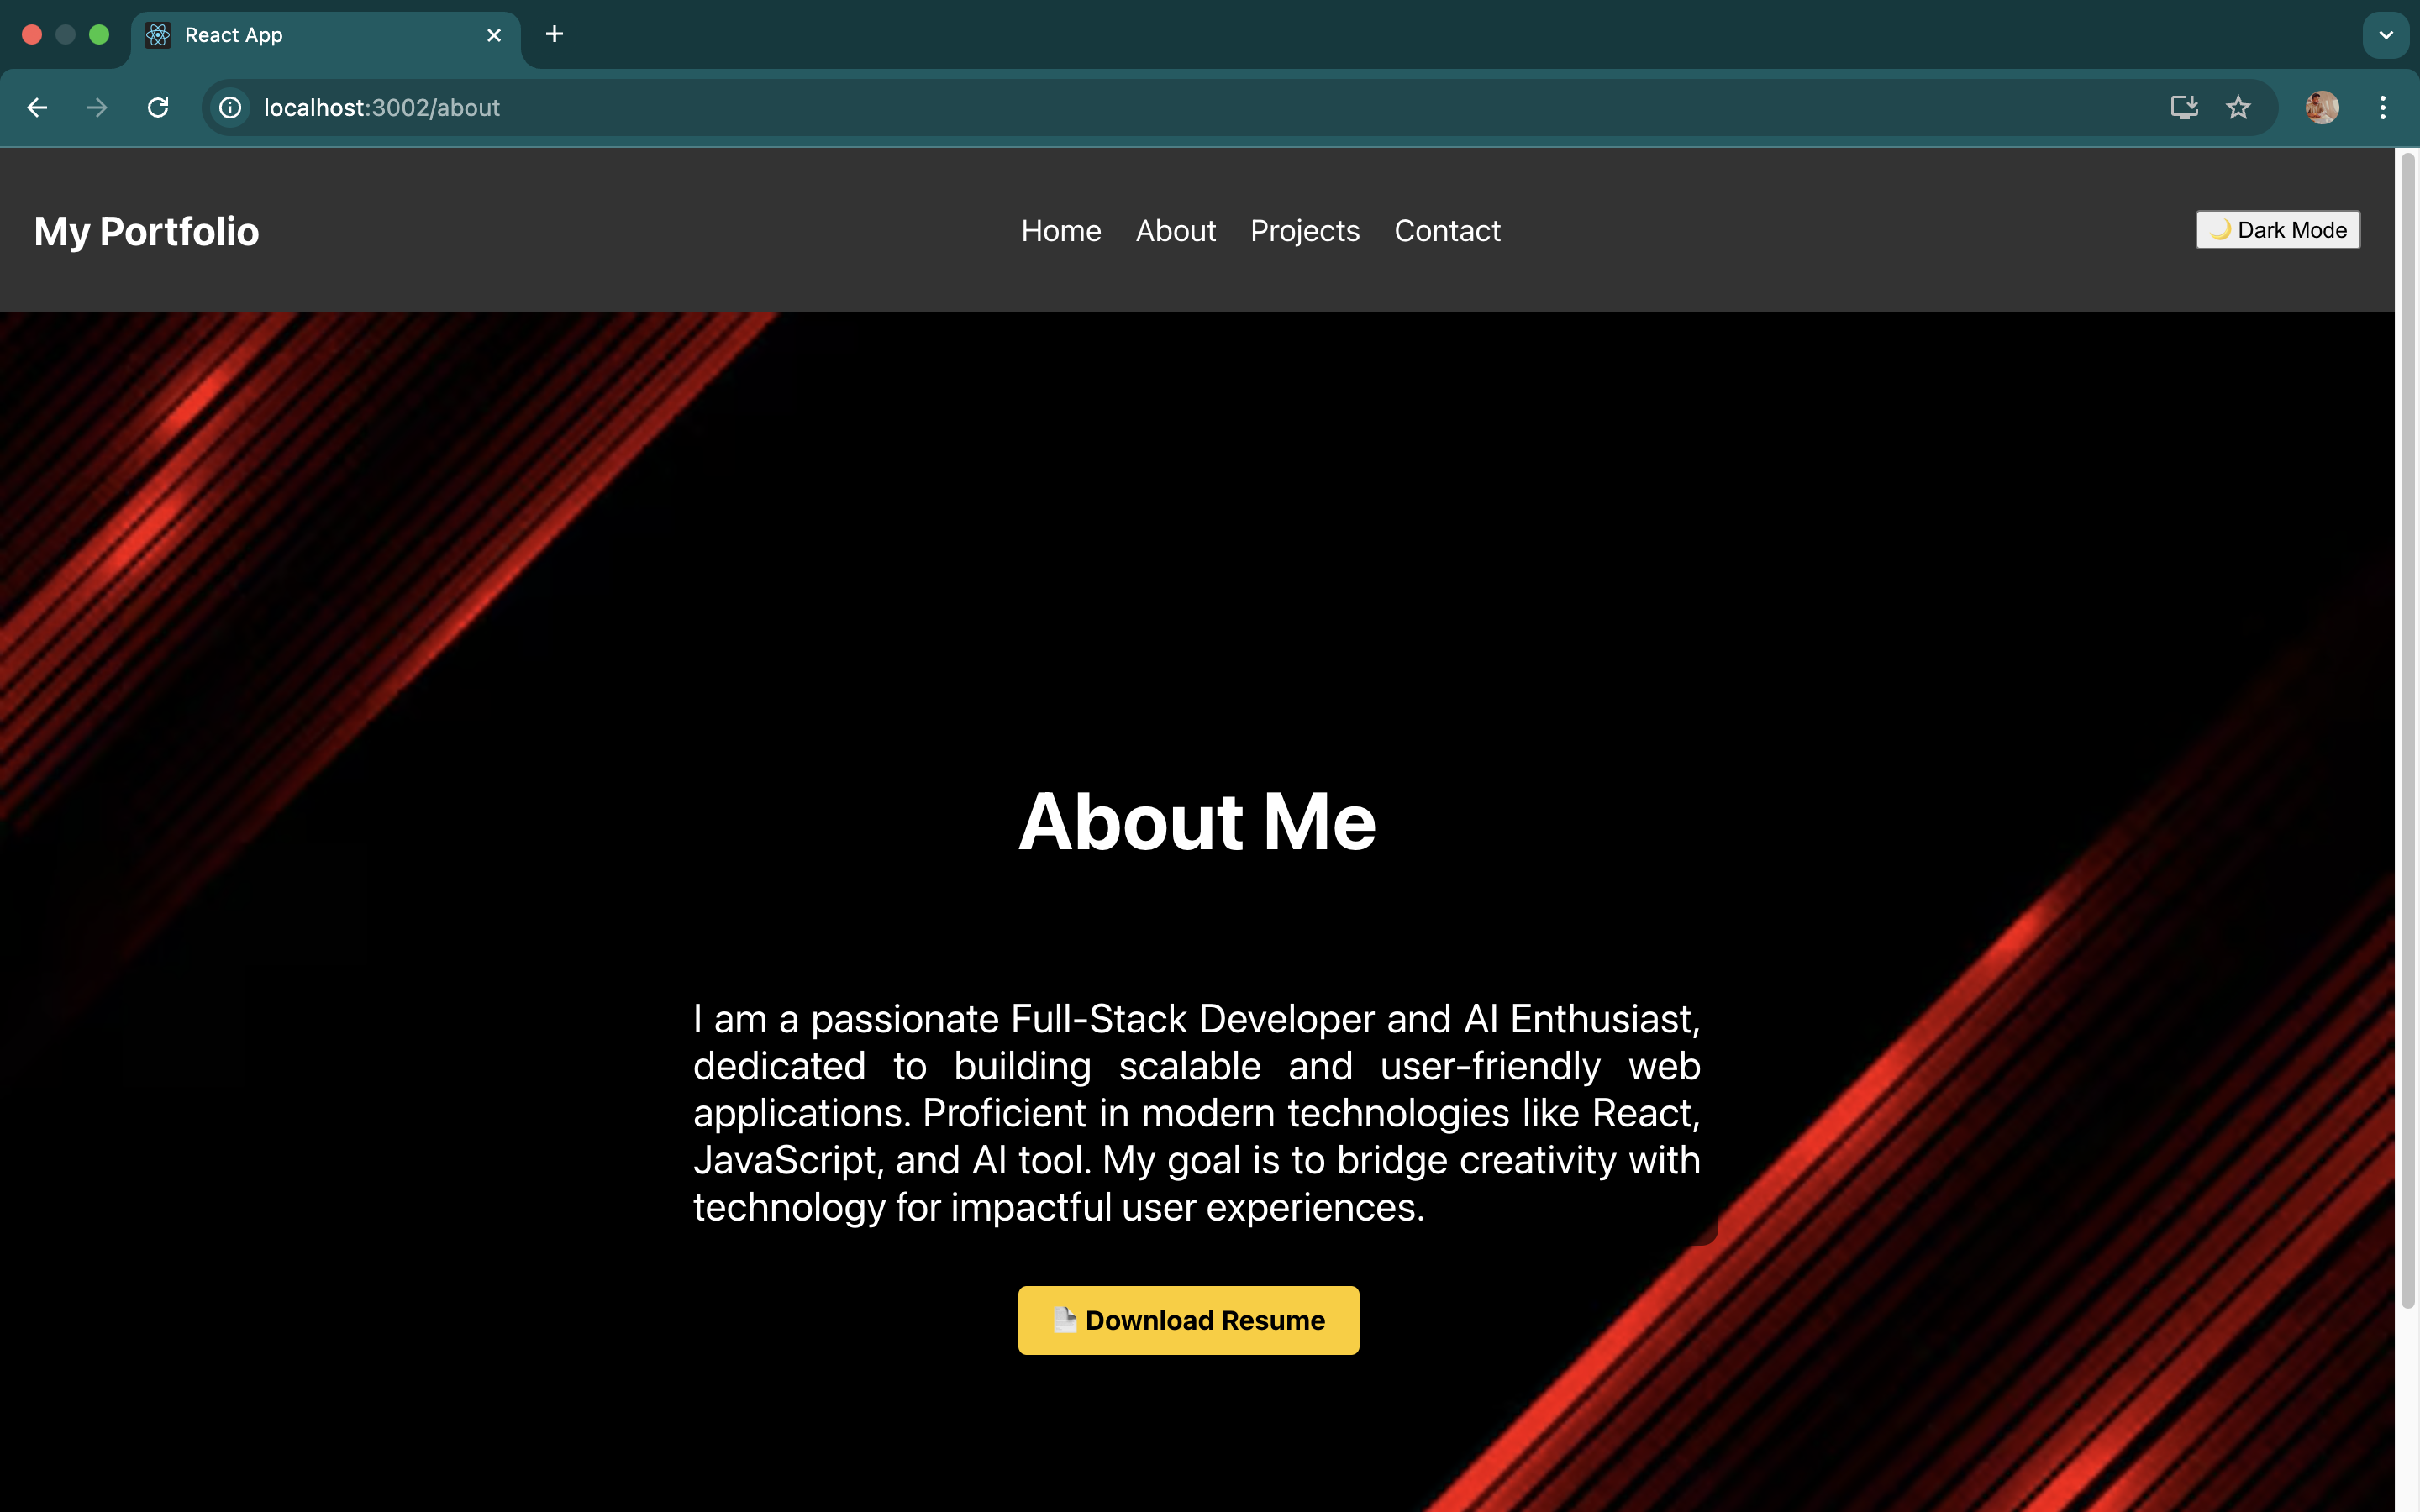 React App
localhost:3002/about
My Portfolio
Home About Projects Contact
🌙 Dark Mode
About Me
I am a passionate Full-Stack Developer and AI Enthusiast,
dedicated to building scalable and user-friendly web
applications. Proficient in modern technologies like React,
JavaScript, and AI tool. My goal is to bridge creativity with
technology for impactful user experiences.
Download Resume